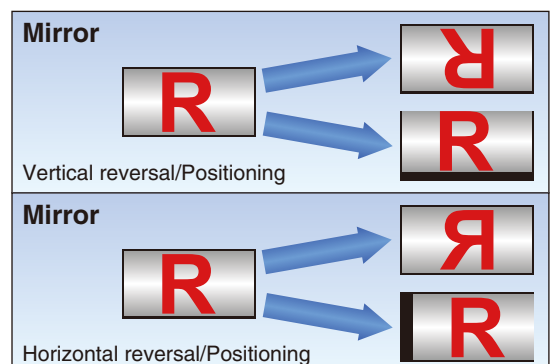 Mirror
R
ꓤ
R
Vertical reversal/Positioning
Mirror
R
Я
R
Horizontal reversal/Positioning